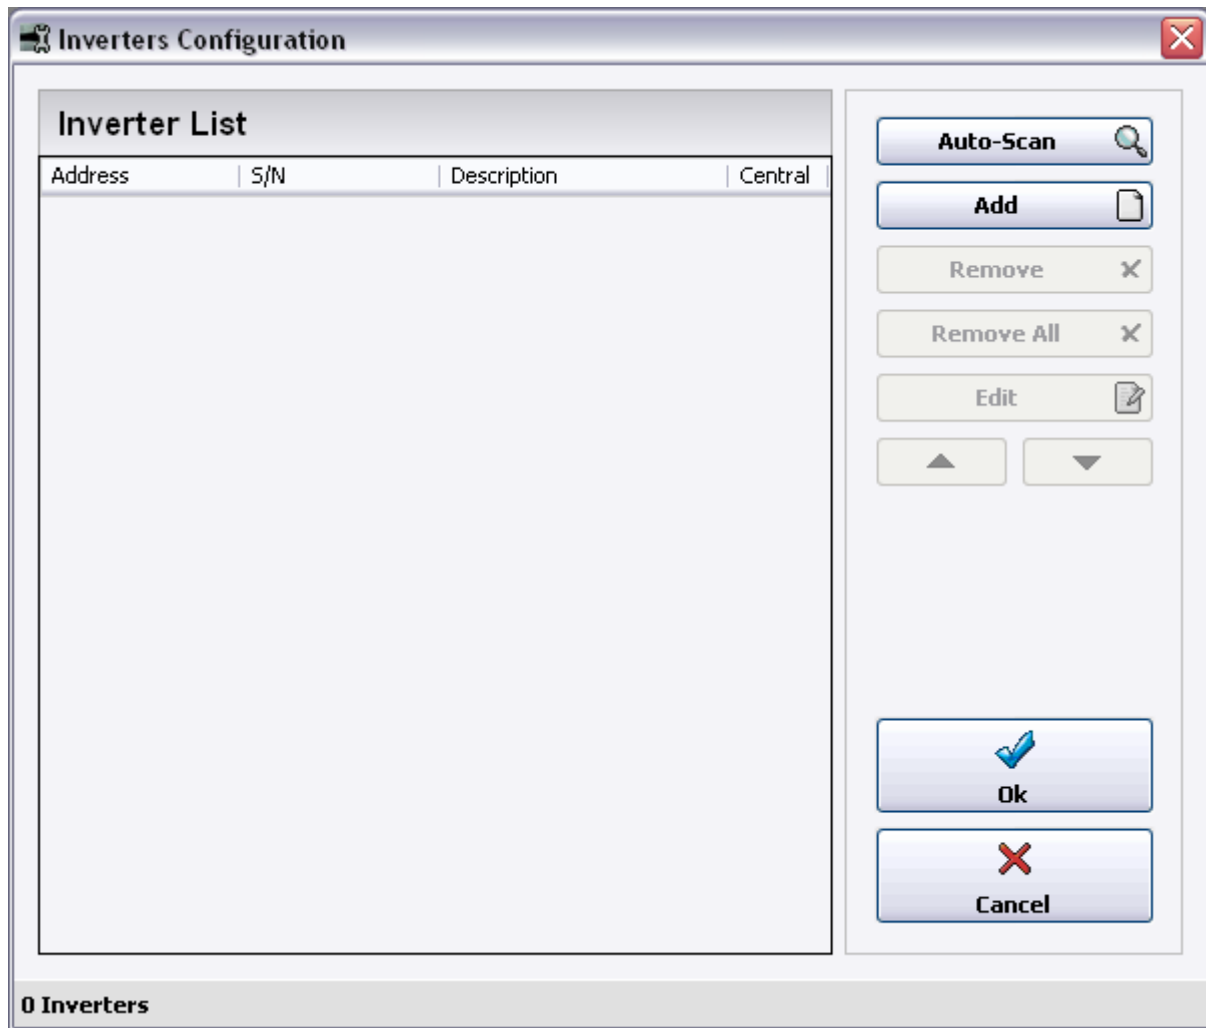 Inverters Configuration
Inverter List
Address S/N Description Central
Auto-Scan
Add
Remove
Remove All
Edit
Ok
Cancel
0 Inverters